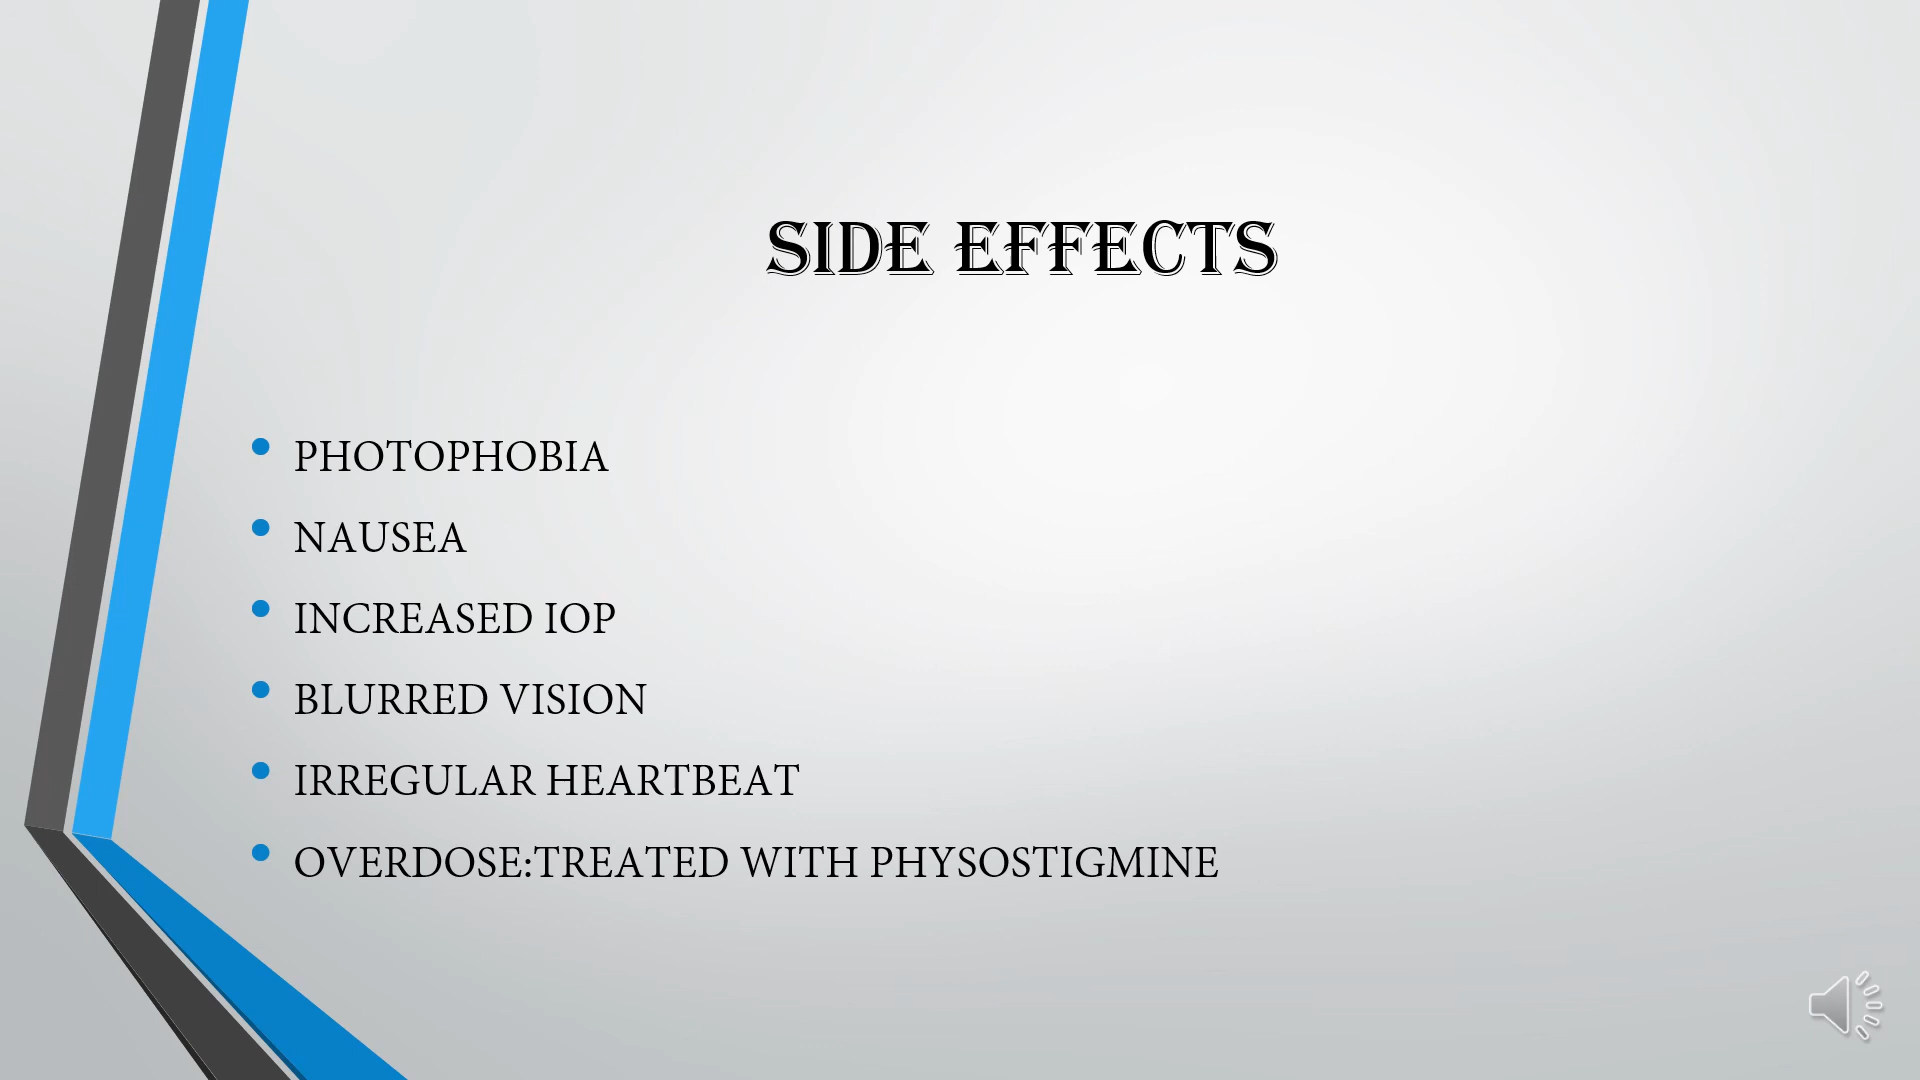 SIDE EFFECTS
• PHOTOPHOBIA
• NAUSEA
• INCREASED IOP
• BLURRED VISION
• IRREGULAR HEARTBEAT
• OVERDOSE:TREATED WITH PHYSOSTIGMINE